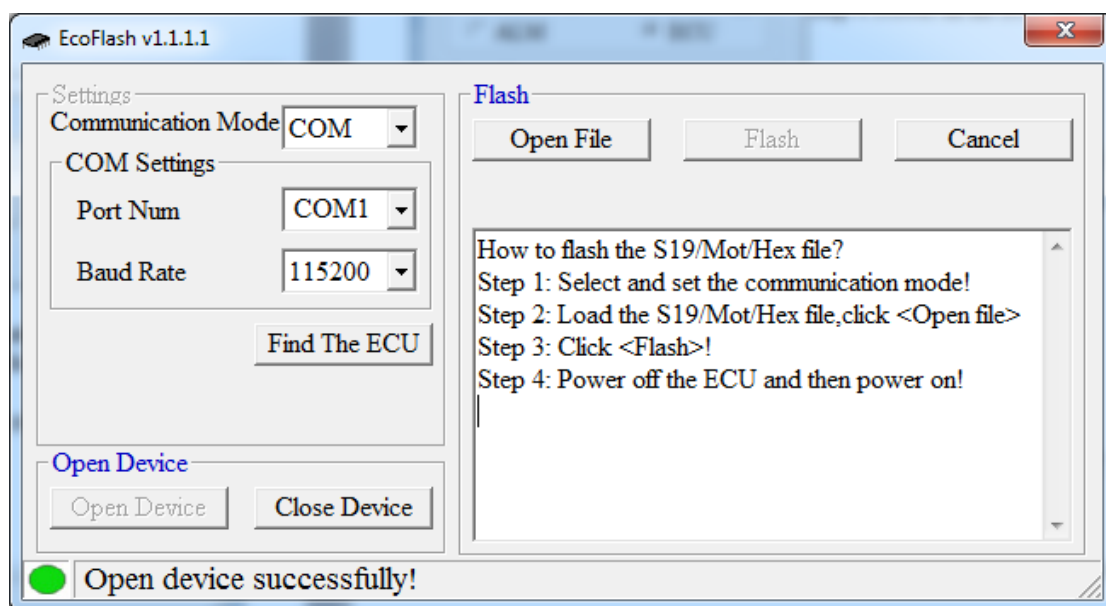 EcoFlash v1.1.1.1
Settings
Communication Mode COM
COM Settings
Port Num COM1
Baud Rate 115200
Find The ECU
Open Device
Open Device Close Device
Flash
Open File Flash Cancel
How to flash the S19/Mot/Hex file?
Step 1: Select and set the communication mode!
Step 2: Load the S19/Mot/Hex file,click <Open file>
Step 3: Click <Flash>!
Step 4: Power off the ECU and then power on!
Open device successfully!